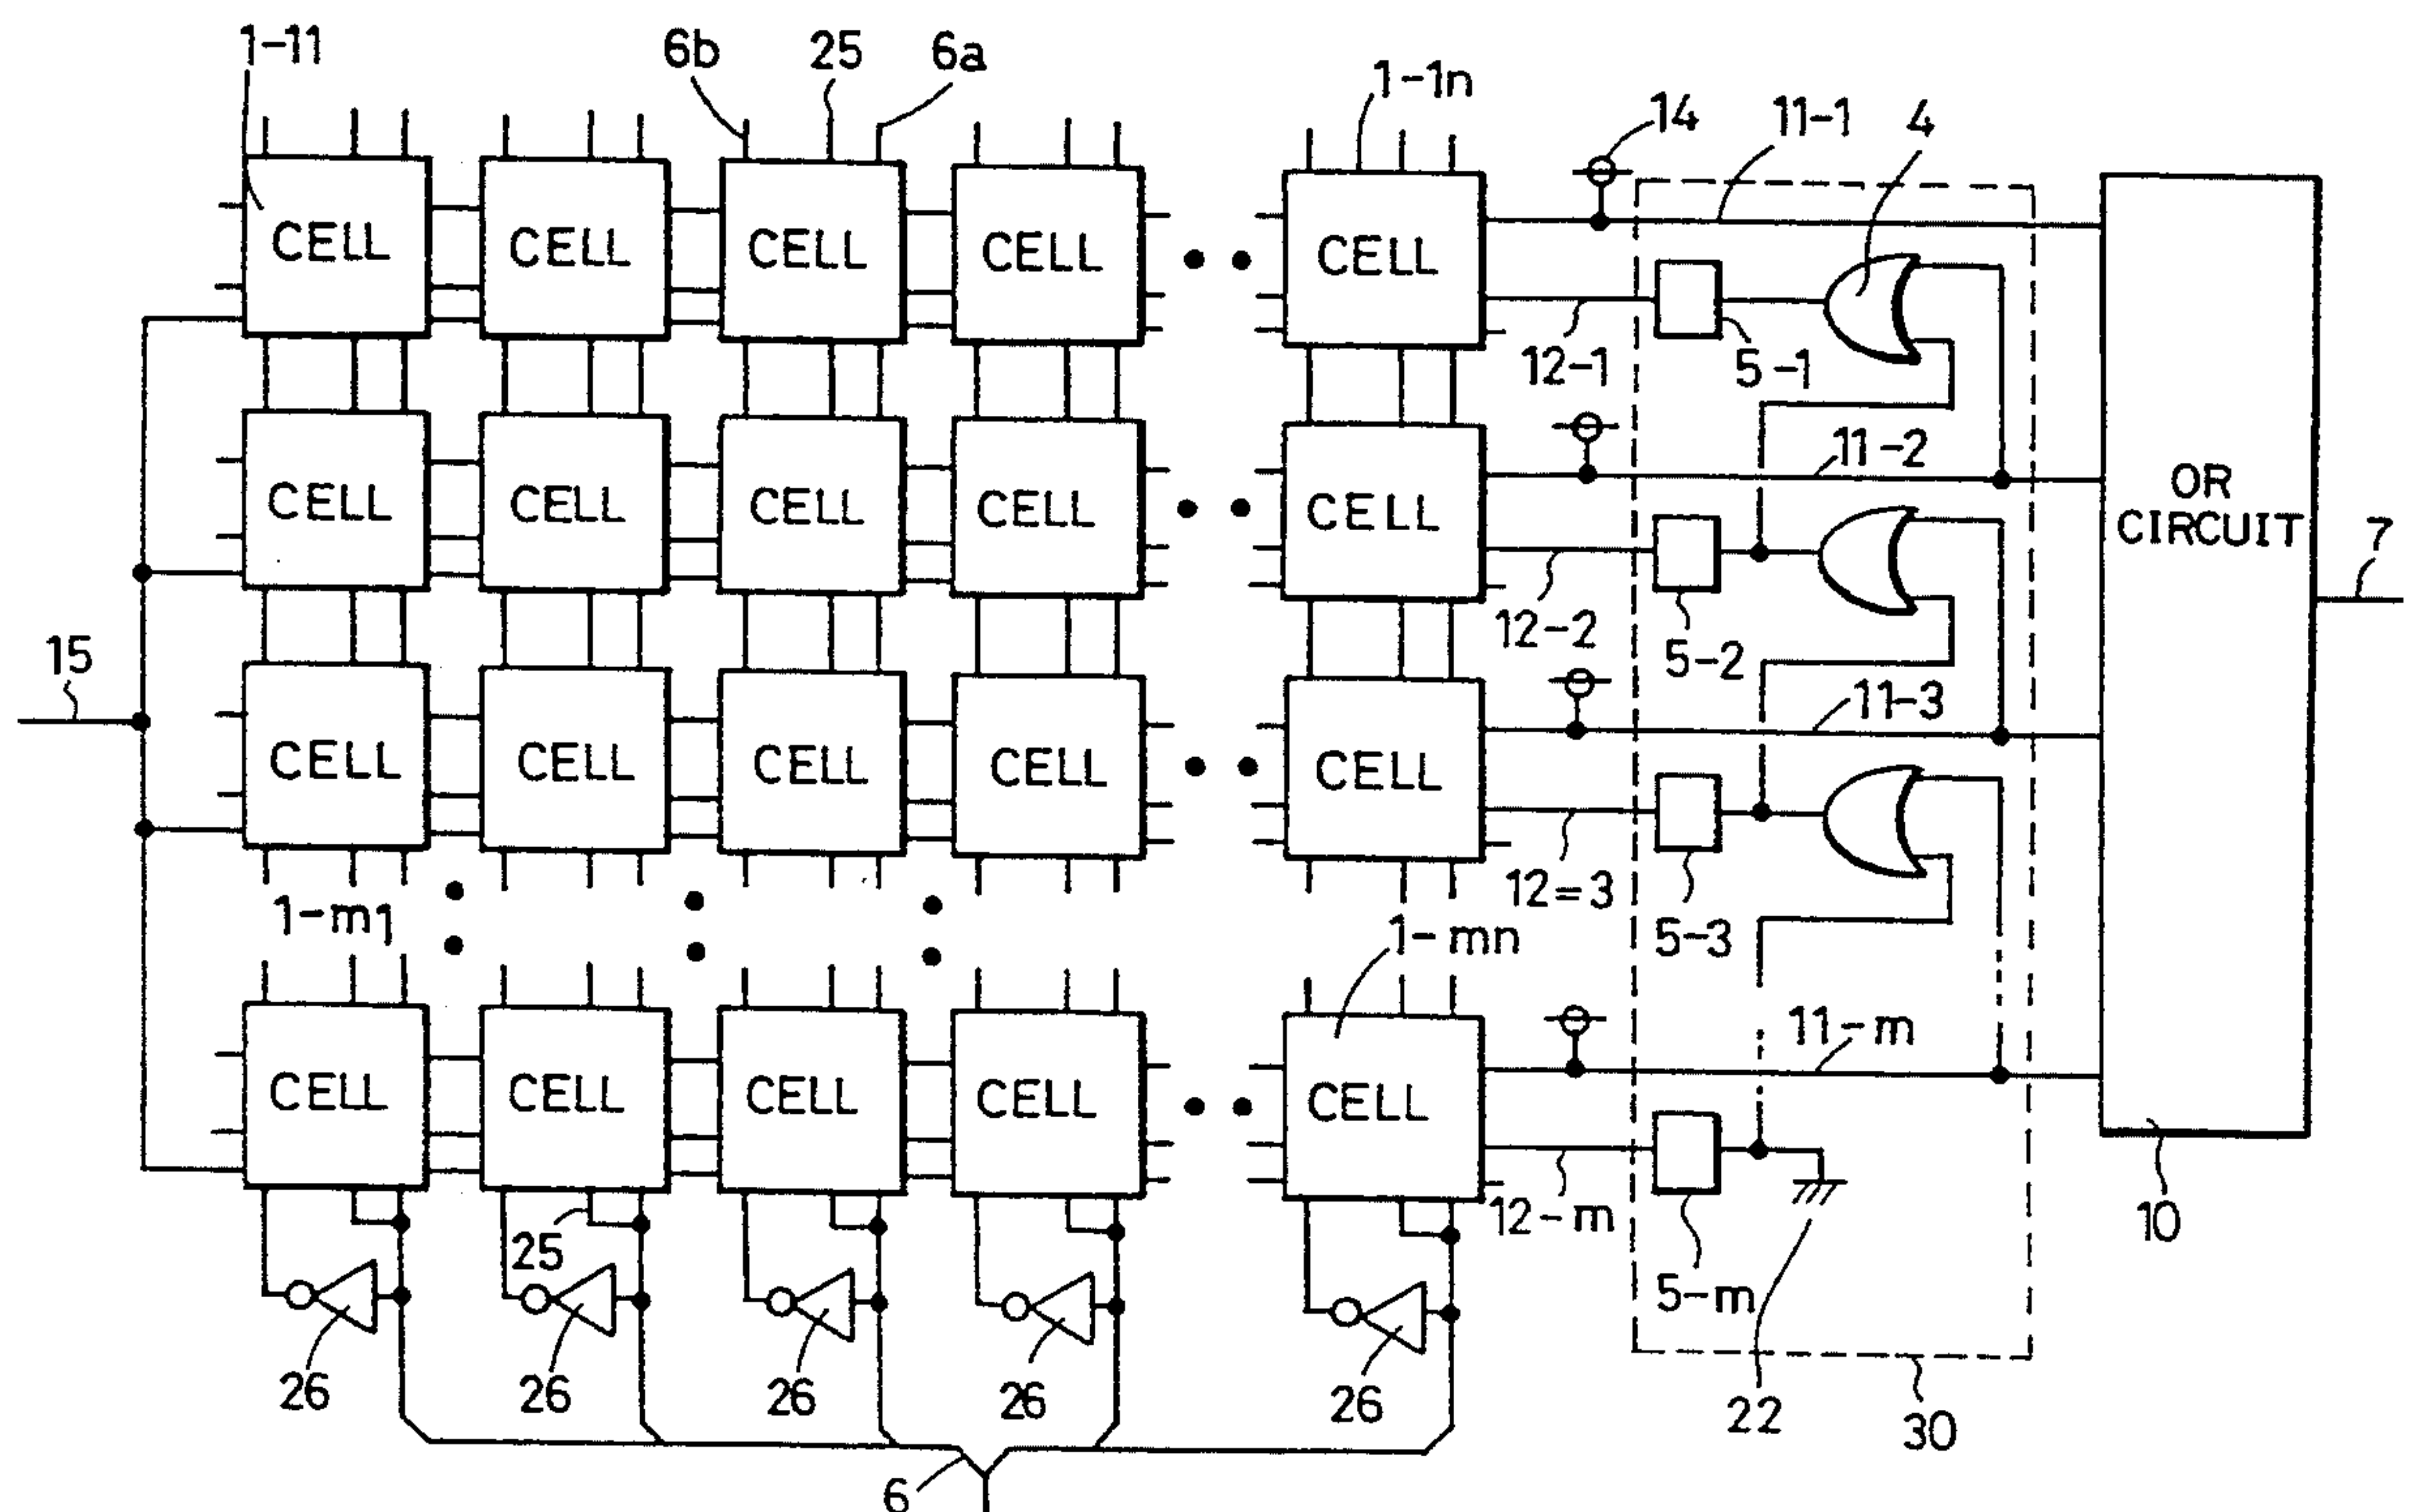 1-11
6b
25
6a
1-1n
14
11-1
4
CELL CELL CELL CELL CELL
12-1
5-1
11-2
CELL CELL CELL CELL CELL
OR
CIRCUIT
7
12-2
5-2
15
11-3
CELL CELL CELL CELL CELL
12=3
5-3
1-m1
1-mn
11-m
CELL CELL CELL CELL CELL
12-m
10
25
5-m
26
26
26
26
26
22
30
6